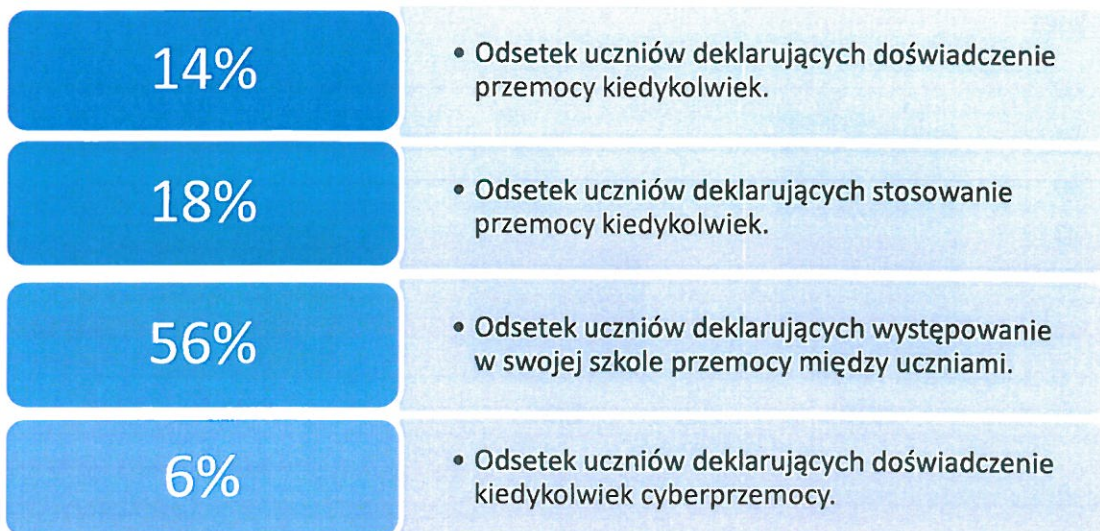 14%
• Odsetek uczniów deklarujących doświadczenie
przemocy kiedykolwiek.
18%
• Odsetek uczniów deklarujących stosowanie
przemocy kiedykolwiek.
56%
• Odsetek uczniów deklarujących występowanie
w swojej szkole przemocy między uczniami.
6%
• Odsetek uczniów deklarujących doświadczenie
kiedykolwiek cyberprzemocy.